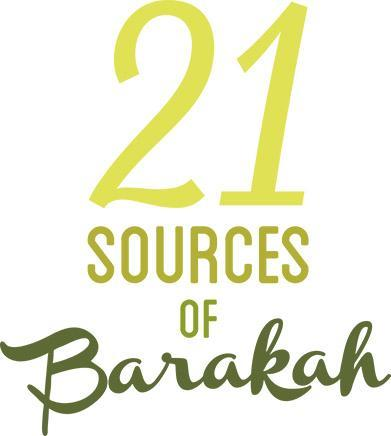 21
SOURCES
OF
Barakah